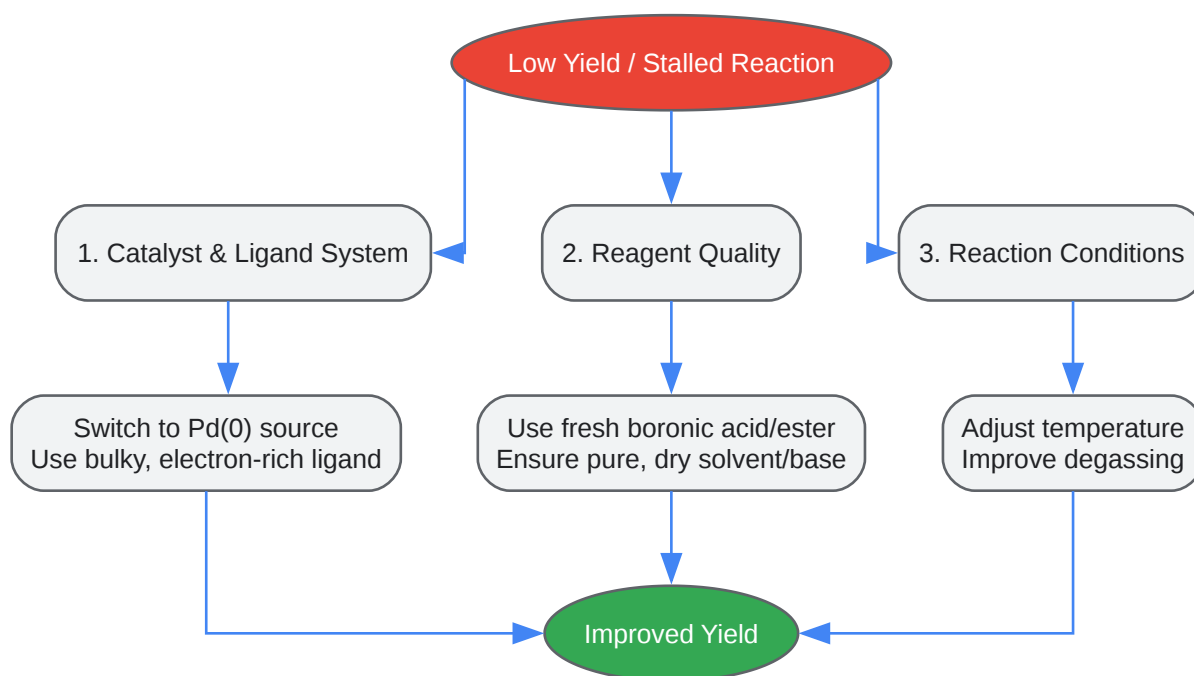 Low Yield / Stalled Reaction
1. Catalyst & Ligand System
2. Reagent Quality
3. Reaction Conditions
Switch to Pd(0) source
Use bulky, electron-rich ligand
Use fresh boronic acid/ester
Ensure pure, dry solvent/base
Adjust temperature
Improve degassing
Improved Yield